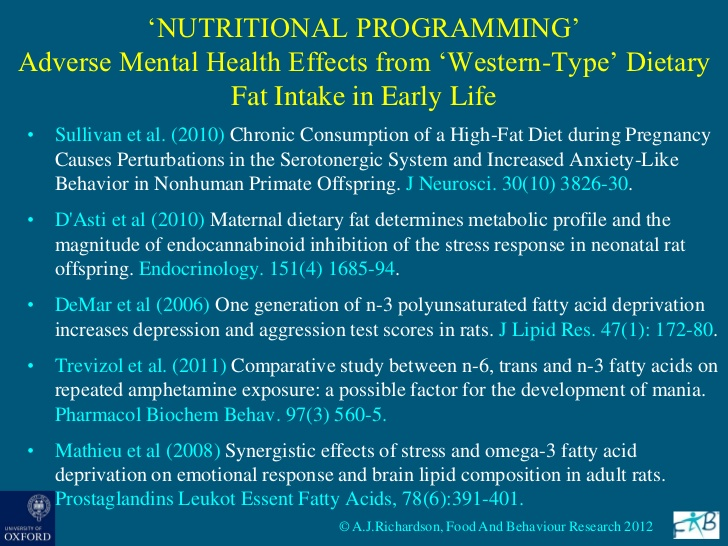 ‘NUTRITIONAL PROGRAMMING’
Adverse Mental Health Effects from ‘Western-Type’ Dietary
Fat Intake in Early Life
• Sullivan et al. (2010) Chronic Consumption of a High-Fat Diet during Pregnancy
Causes Perturbations in the Serotonergic System and Increased Anxiety-Like
Behavior in Nonhuman Primate Offspring. J Neurosci. 30(10) 3826-30.
• D'Asti et al (2010) Maternal dietary fat determines metabolic profile and the
magnitude of endocannabinoid inhibition of the stress response in neonatal rat
offspring. Endocrinology. 151(4) 1685-94.
• DeMar et al (2006) One generation of n-3 polyunsaturated fatty acid deprivation
increases depression and aggression test scores in rats. J Lipid Res. 47(1): 172-80.
• Trevizol et al. (2011) Comparative study between n-6, trans and n-3 fatty acids on
repeated amphetamine exposure: a possible factor for the development of mania.
Pharmacol Biochem Behav. 97(3) 560-5.
• Mathieu et al (2008) Synergistic effects of stress and omega-3 fatty acid
deprivation on emotional response and brain lipid composition in adult rats.
Prostaglandins Leukot Essent Fatty Acids, 78(6):391-401.
UNIVERSITY OF
OXFORD
© A.J.Richardson, Food And Behaviour Research 2012
FAB